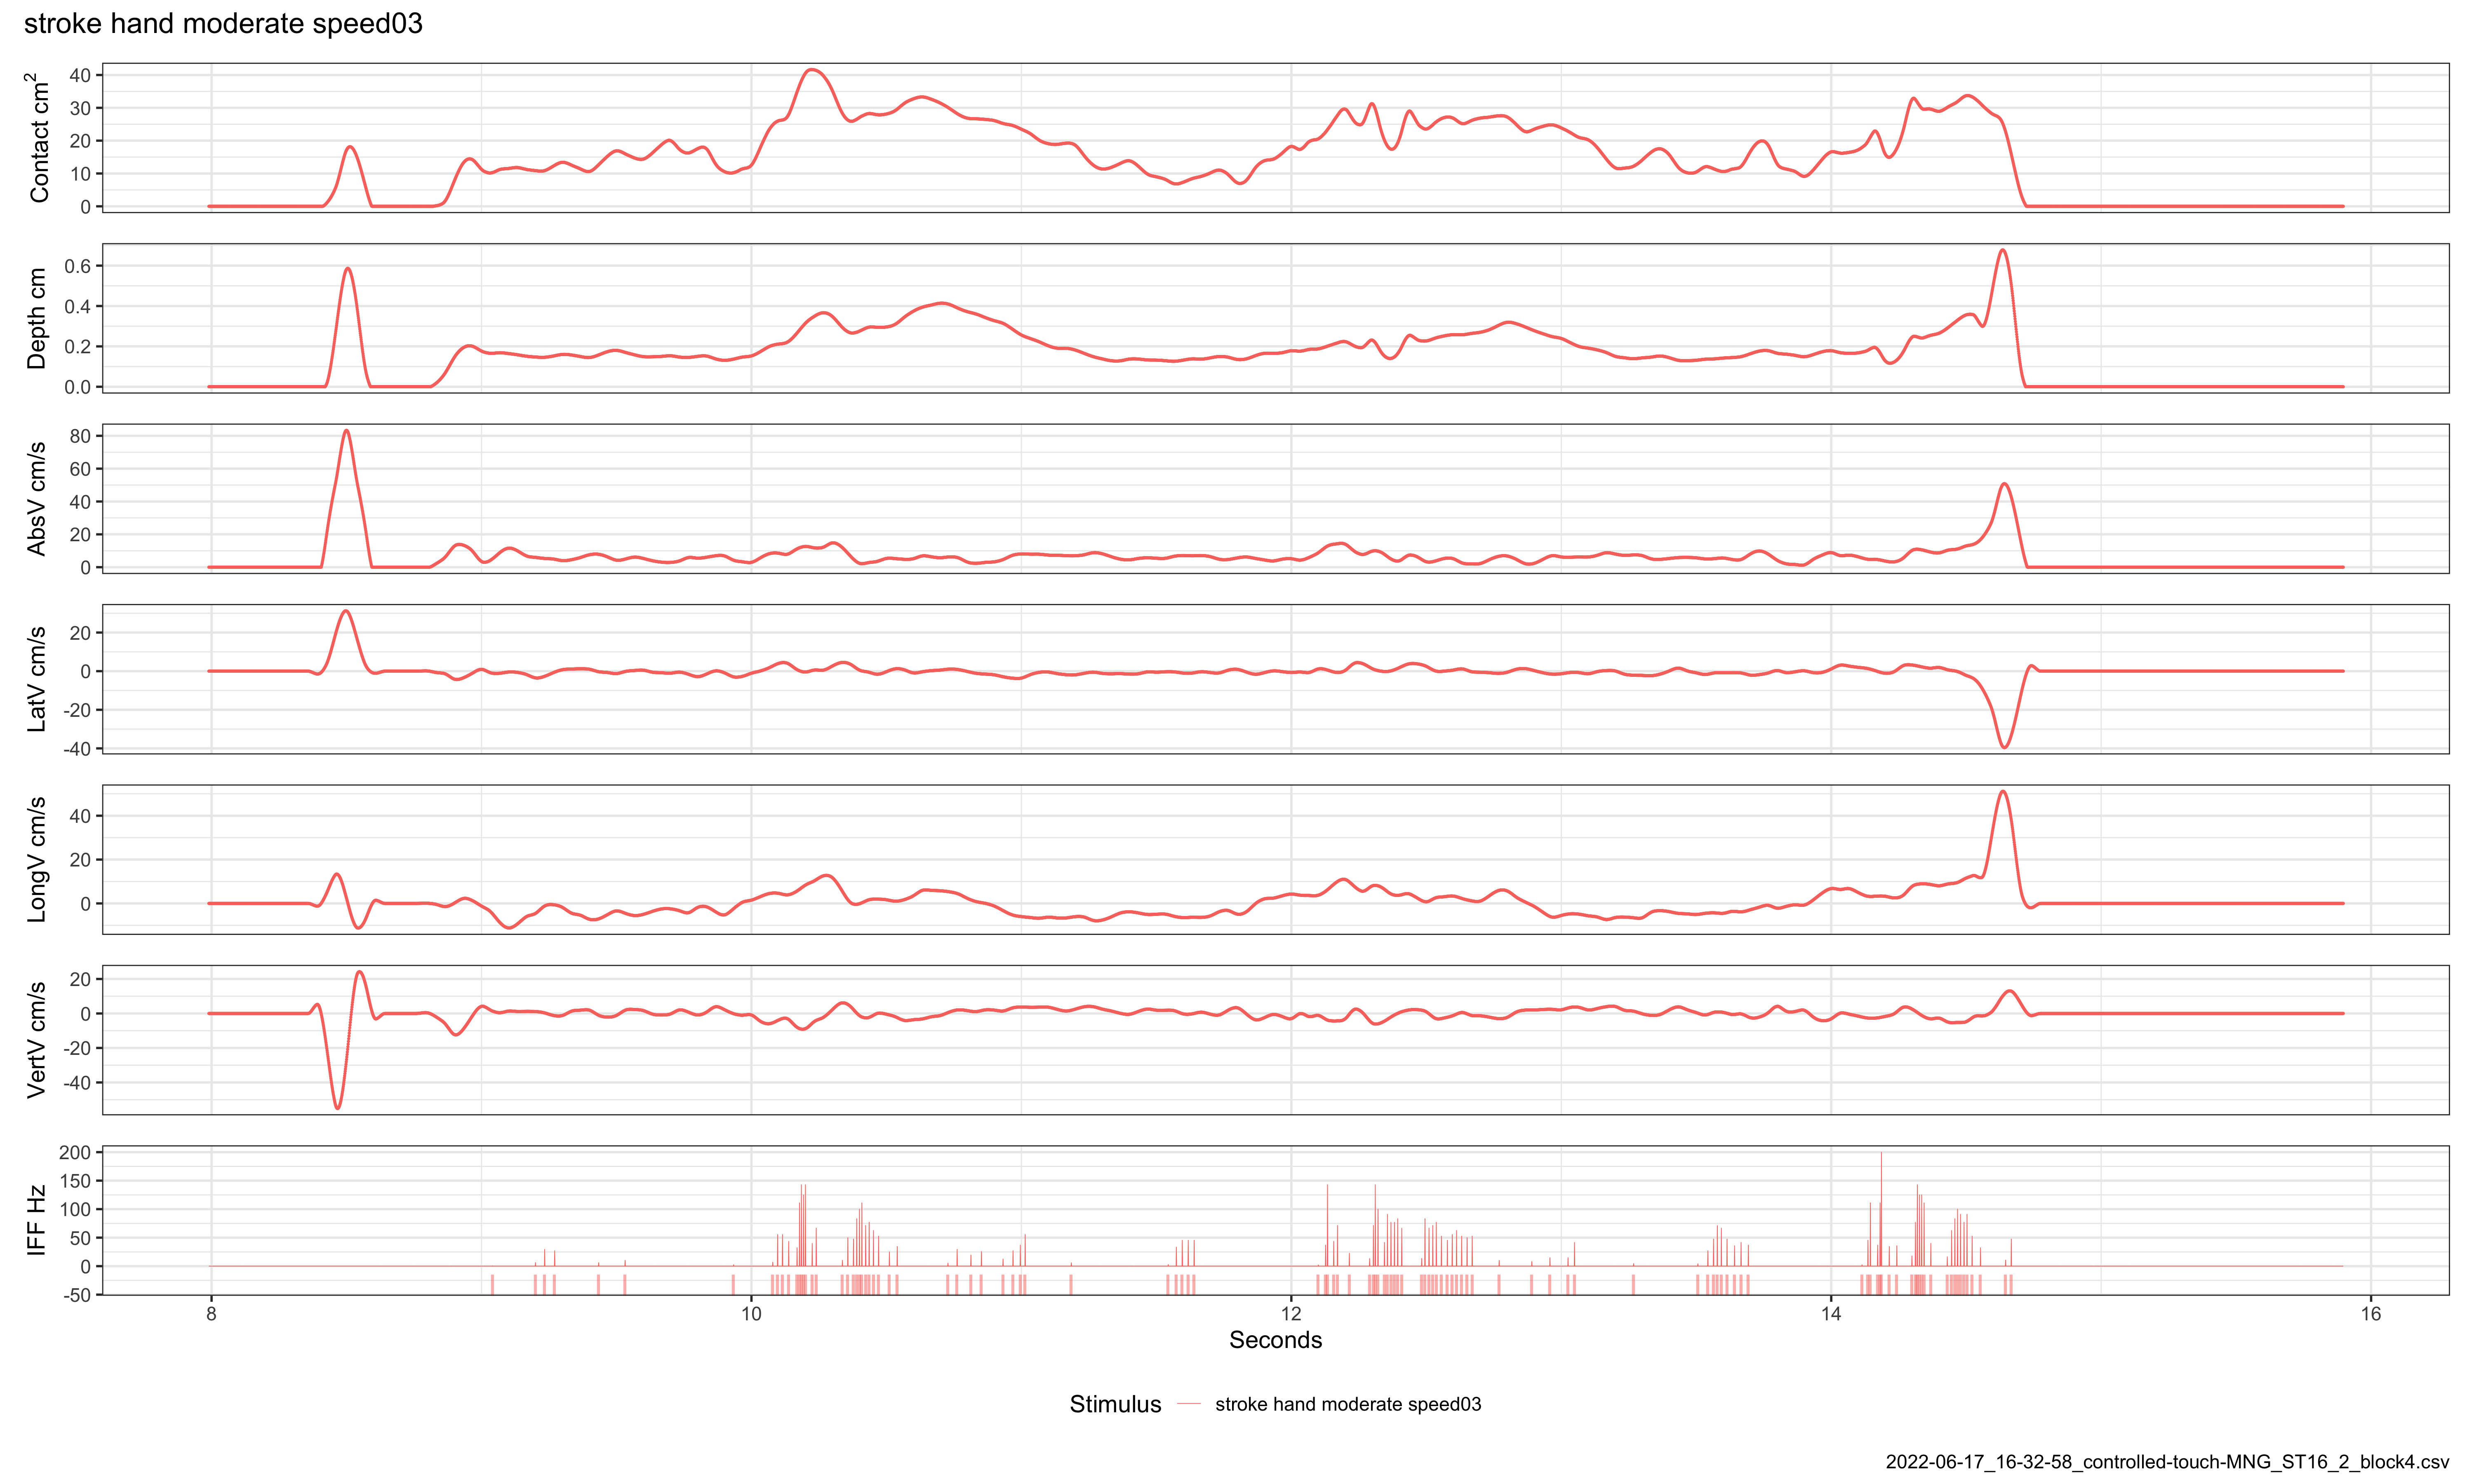 stroke hand moderate speed03
Contact cm²
40
30
20
10
0
Depth cm
0.6
0.4
0.2
0.0
AbsV cm/s
80
60
40
20
0
LatV cm/s
20
0
-20
-40
LongV cm/s
40
20
0
VertV cm/s
20
0
-20
-40
IFF Hz
200
150
100
50
0
-50
8 10 12 14 16
Seconds
Stimulus stroke hand moderate speed03
2022-06-17_16-32-58_controlled-touch-MNG_ST16_2_block4.csv